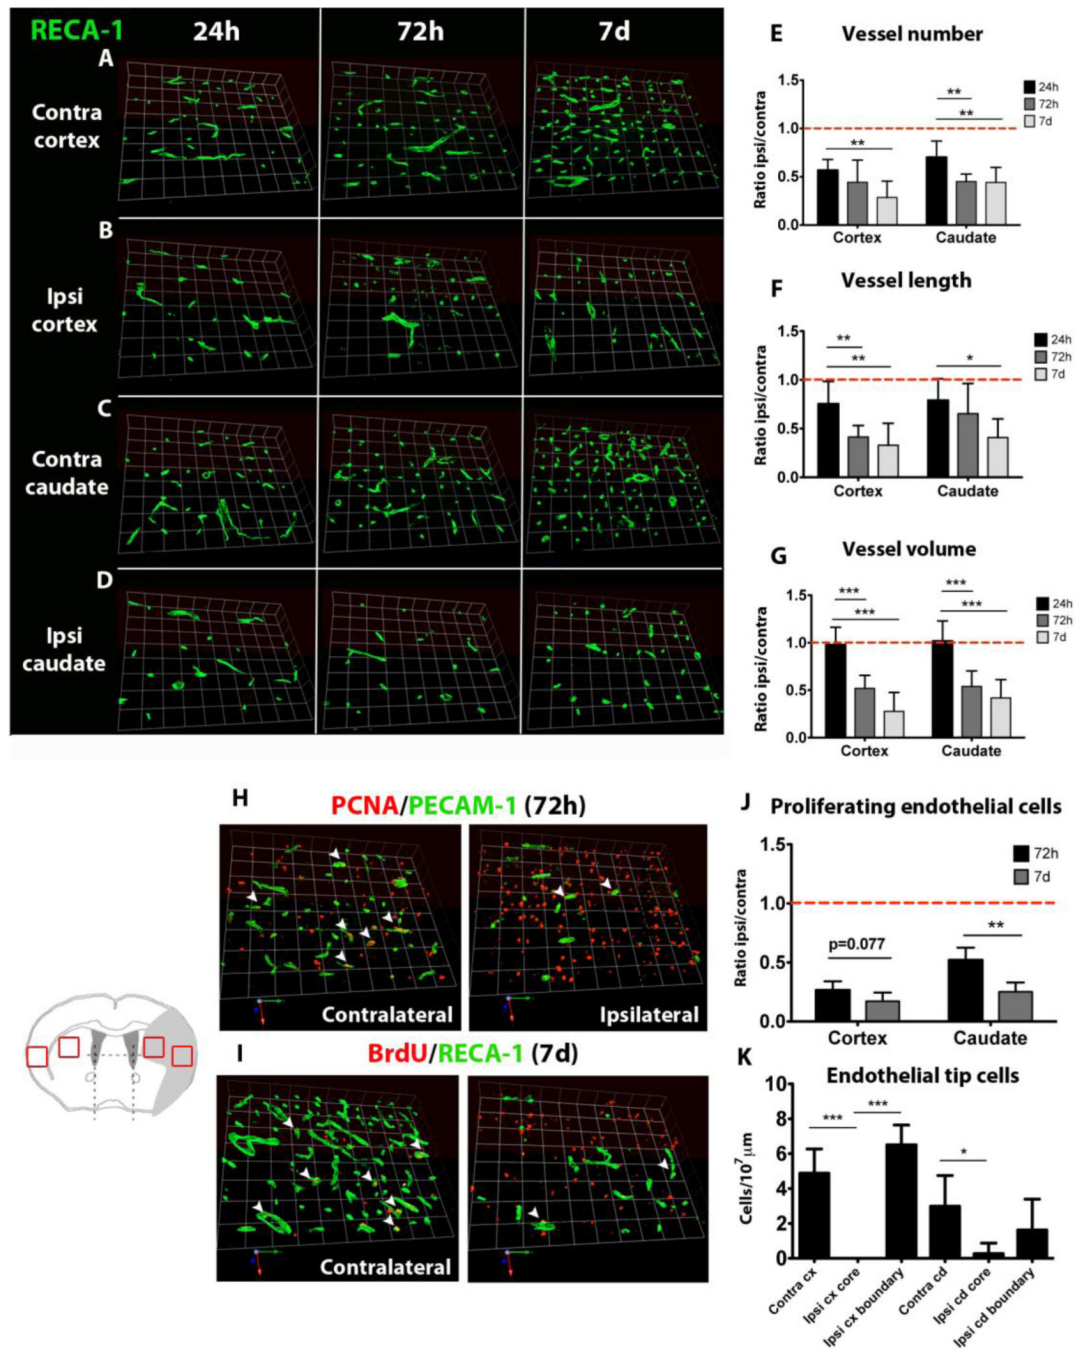 RECA-1 24h 72h 7d
A
Contra
cortex
B
Ipsi
cortex
C
Contra
caudate
D
Ipsi
caudate
E Vessel number
Ratio ipsi/contra
1.5
1.0
0.5
0.0
** ** **
24h
72h
7d
Cortex Caudate
F Vessel length
Ratio ipsi/contra
1.5
1.0
0.5
0.0
** ** *
24h
72h
7d
Cortex Caudate
G Vessel volume
Ratio ipsi/contra
1.5
1.0
0.5
0.0
*** *** *** ***
24h
72h
7d
Cortex Caudate
H PCNA/PECAM-1 (72h)
Contralateral Ipsilateral
I BrdU/RECA-1 (7d)
Contralateral
J Proliferating endothelial cells
Ratio ipsi/contra
1.5
1.0
0.5
0.0
72h
7d
p=0.077 **
Cortex Caudate
K Endothelial tip cells
Cells/10⁷µm
10
8
6
4
2
0
*** *** *
Contra cx
Ipsi cx core
Ipsi cx boundary
Contra cd
Ipsi cd core
Ipsi cd boundary